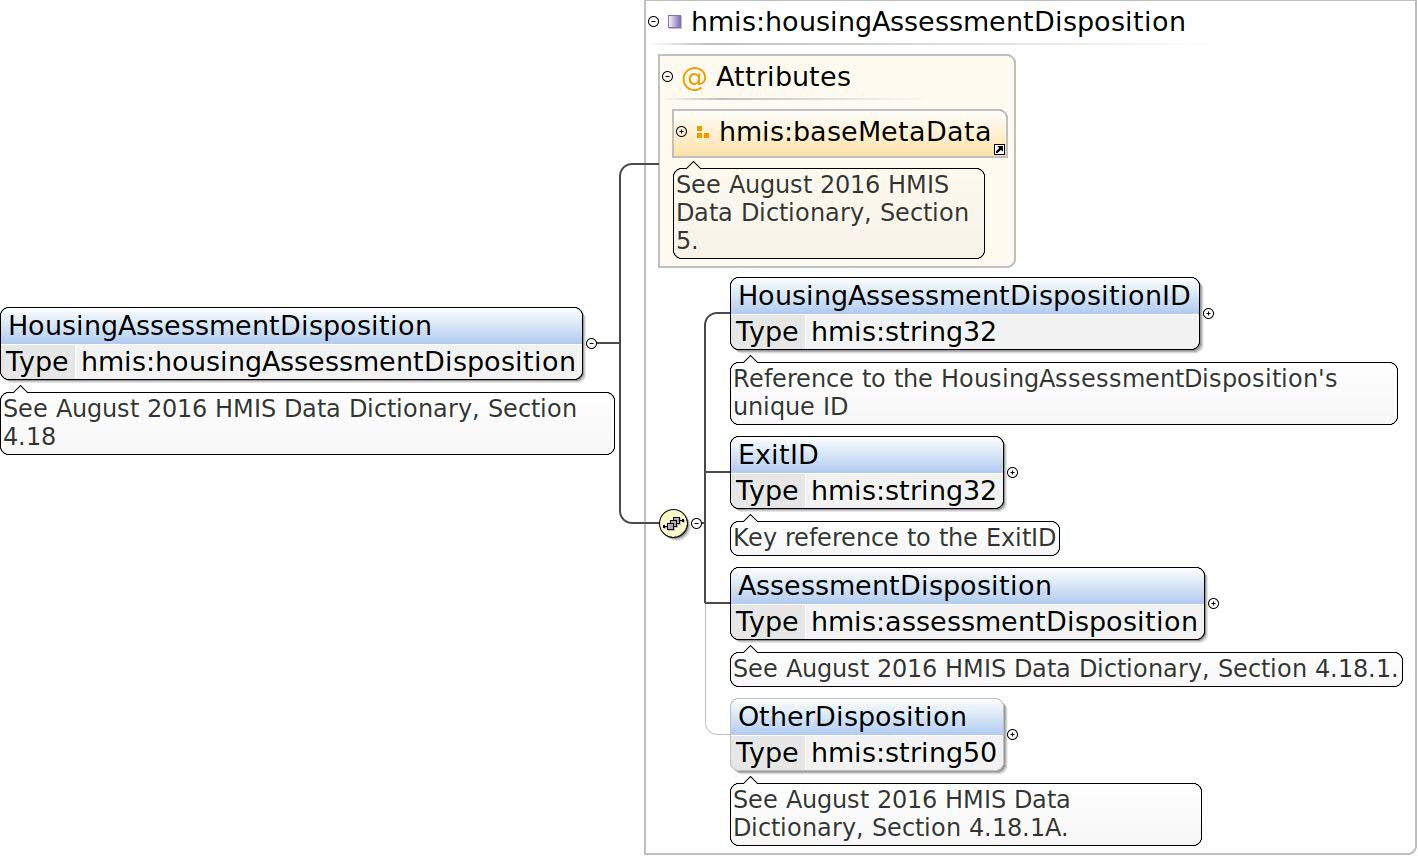 HousingAssessmentDisposition
Type hmis:housingAssessmentDisposition
See August 2016 HMIS Data Dictionary, Section
4.18
hmis:housingAssessmentDisposition
@ Attributes
hmis:baseMetaData
See August 2016 HMIS
Data Dictionary, Section
5.
HousingAssessmentDispositionID
Type hmis:string32
Reference to the HousingAssessmentDisposition's
unique ID
ExitID
Type hmis:string32
Key reference to the ExitID
AssessmentDisposition
Type hmis:assessmentDisposition
See August 2016 HMIS Data Dictionary, Section 4.18.1.
OtherDisposition
Type hmis:string50
See August 2016 HMIS Data
Dictionary, Section 4.18.1A.